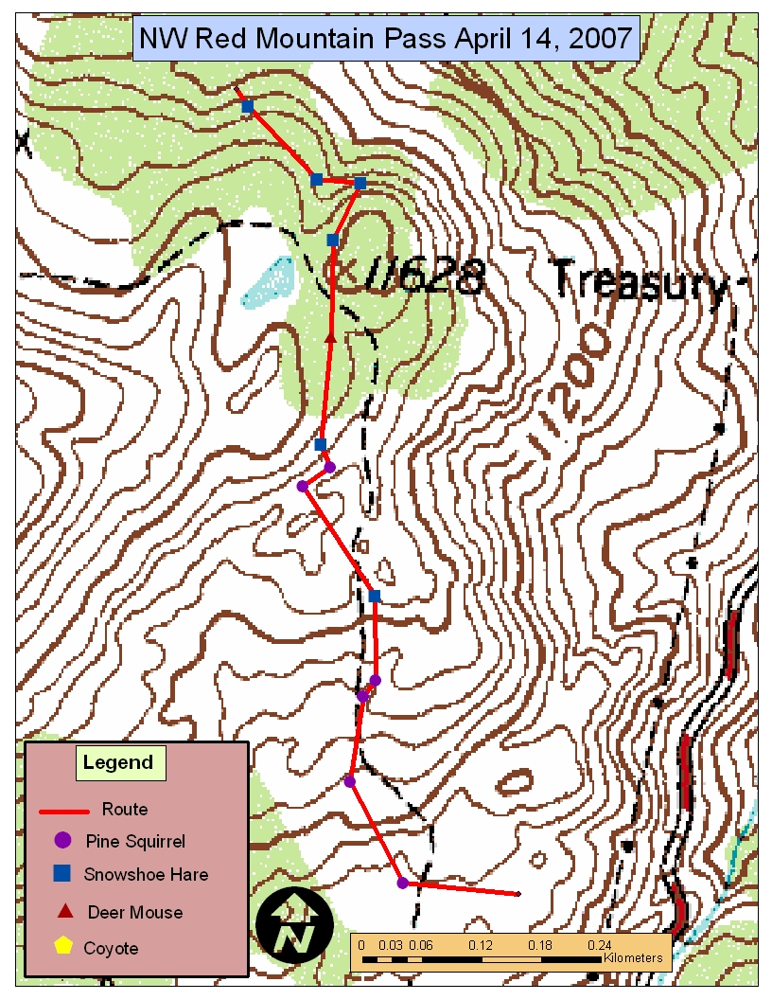 NW Red Mountain Pass April 14, 2007
X
11628
Treasury
11200
Legend
Route
Pine Squirrel
Snowshoe Hare
Deer Mouse
Coyote
N
0 0.03 0.06 0.12 0.18 0.24
Kilometers